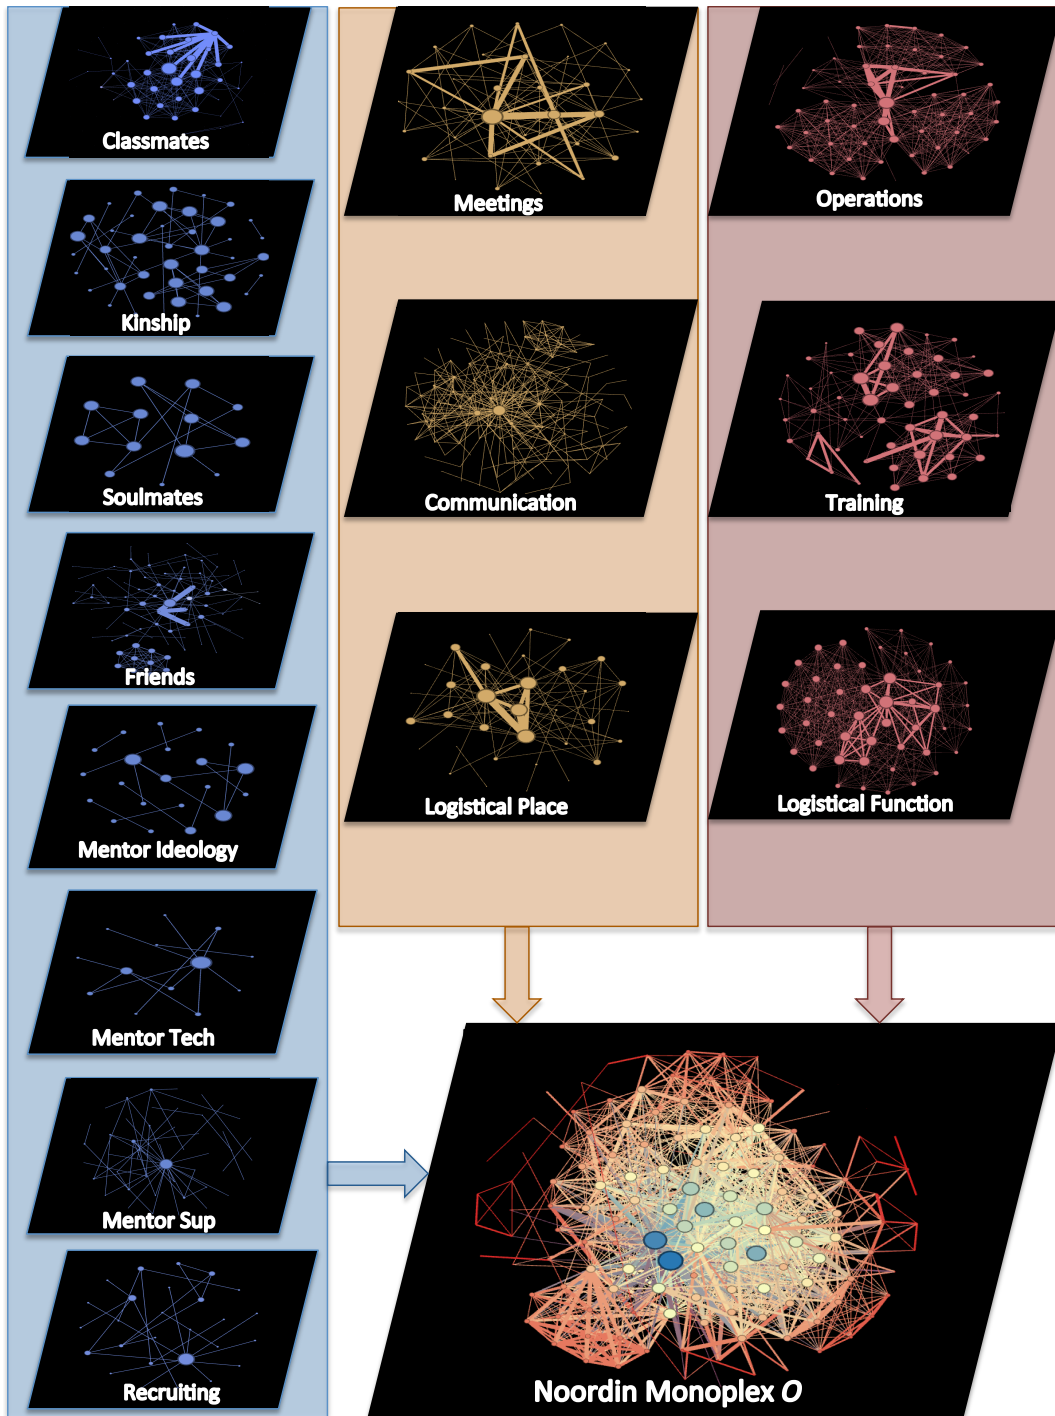 Classmates
Kinship
Soulmates
Friends
Mentor Ideology
Mentor Tech
Mentor Sup
Recruiting
Meetings
Communication
Logistical Place
Operations
Training
Logistical Function
Noordin Monoplex O